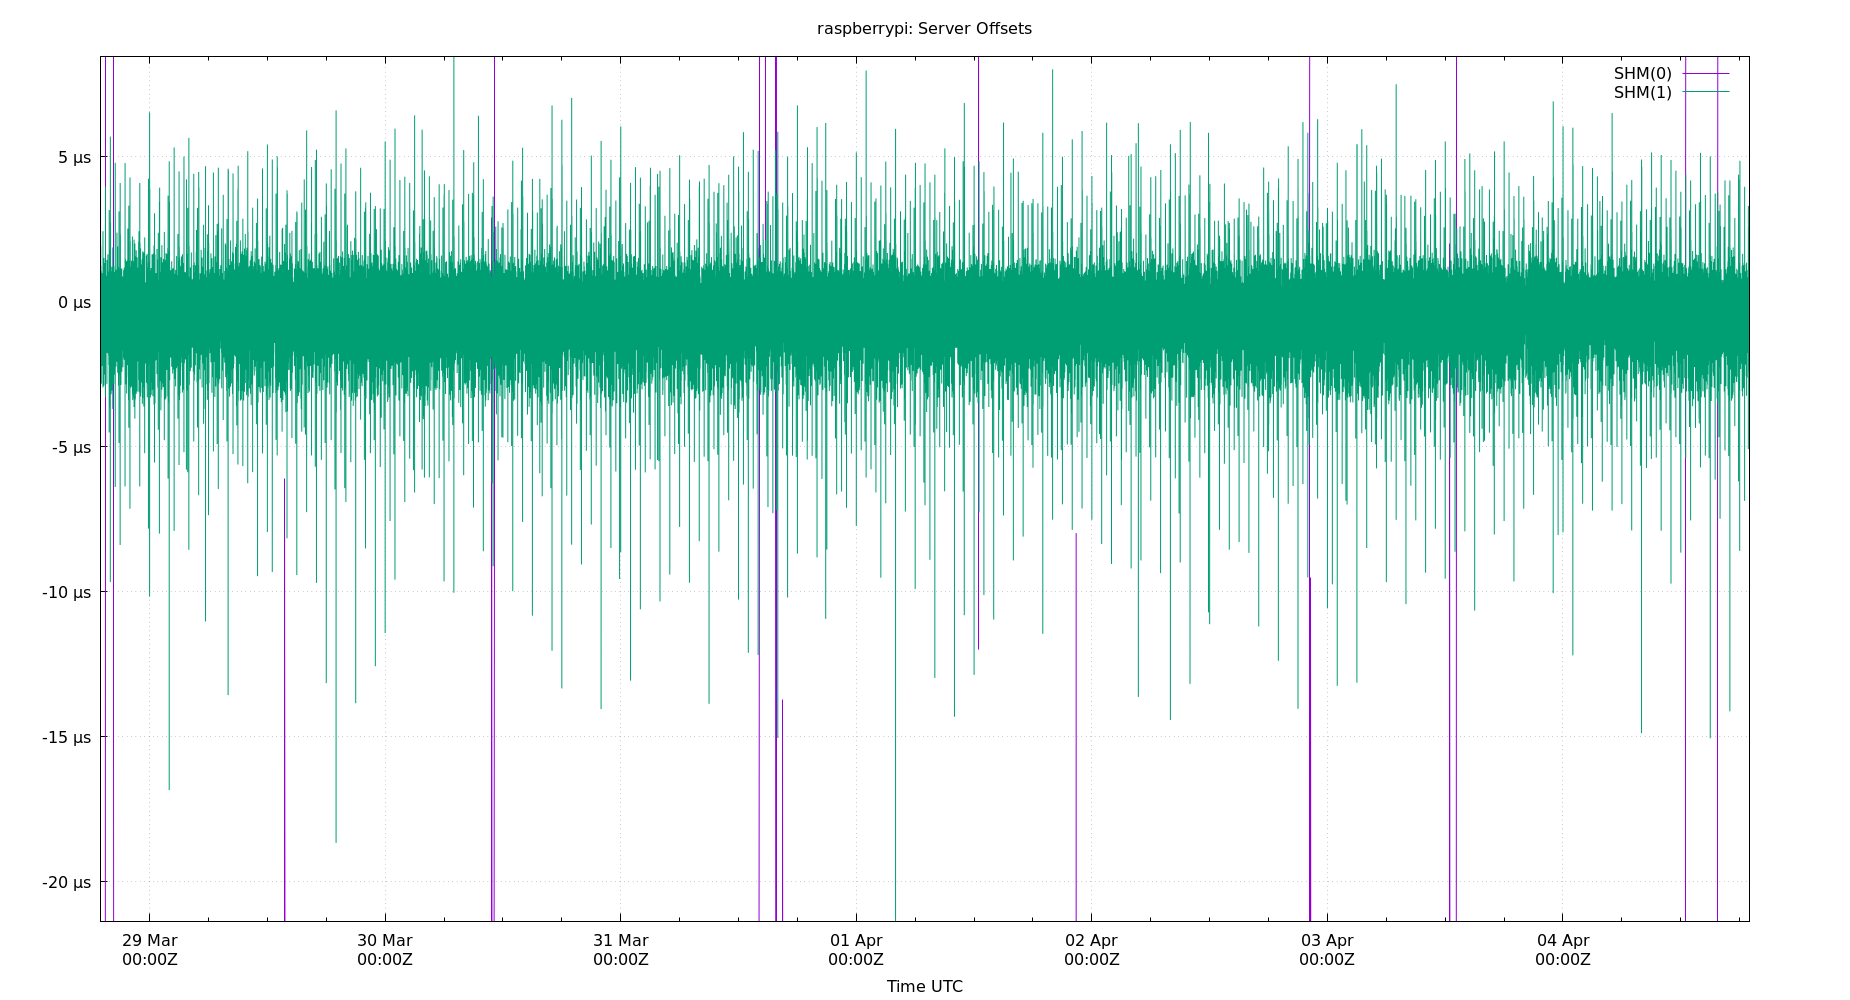 raspberrypi: Server Offsets
SHM(0)
SHM(1)
5 µs
0 µs
-5 µs
-10 µs
-15 µs
-20 µs
29 Mar 30 Mar 31 Mar 01 Apr 02 Apr 03 Apr 04 Apr
00:00Z 00:00Z 00:00Z 00:00Z 00:00Z 00:00Z 00:00Z
Time UTC